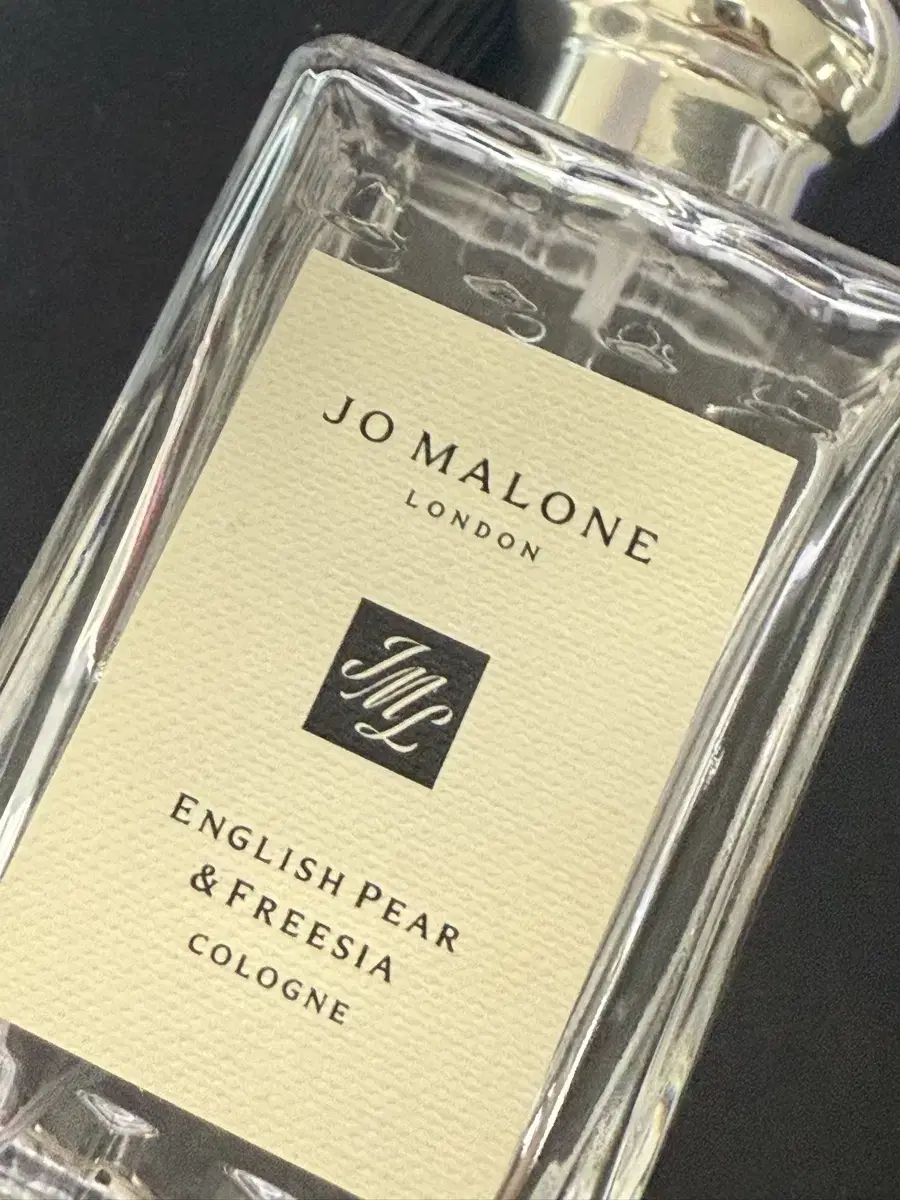 JO MALONE
LONDON
JML
ENGLISH PEAR
& FREESIA
COLOGNE